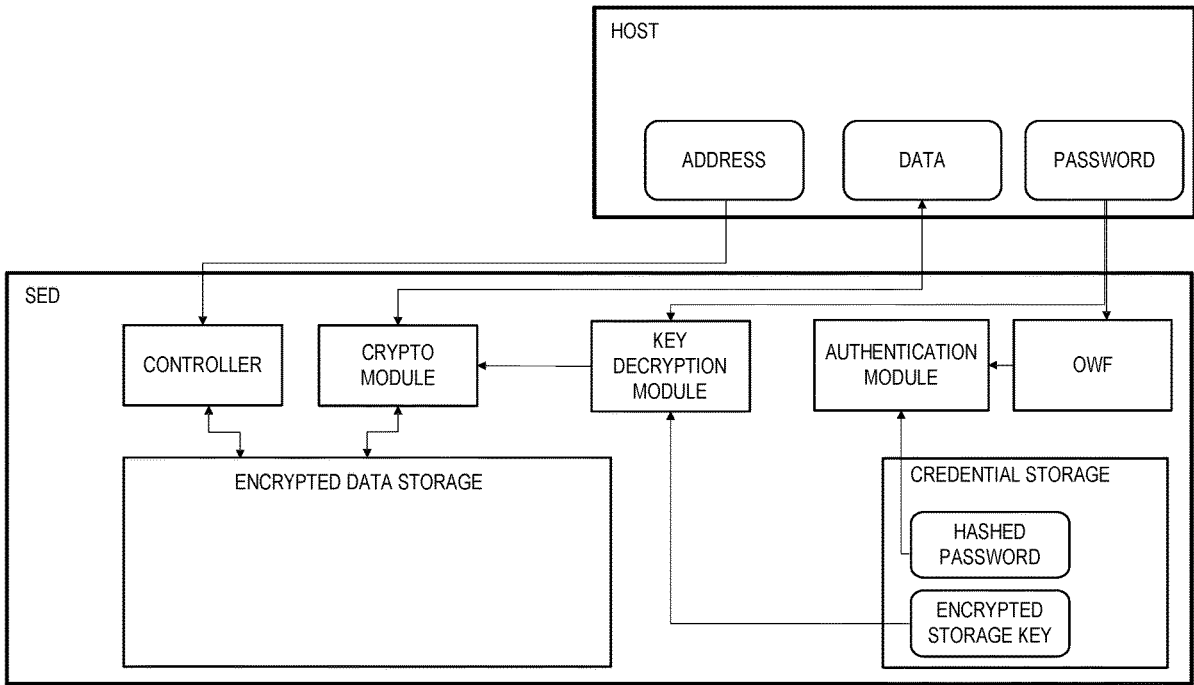 HOST
ADDRESS
DATA
PASSWORD
SED
CONTROLLER
CRYPTO
MODULE
KEY
DECRYPTION
MODULE
AUTHENTICATION
MODULE
OWF
ENCRYPTED DATA STORAGE
CREDENTIAL STORAGE
HASHED
PASSWORD
ENCRYPTED
STORAGE KEY